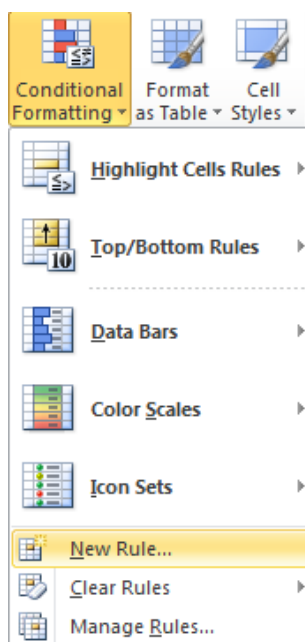 Conditional Format Cell
Formatting as Table Styles
Highlight Cells Rules
10
Top/Bottom Rules
Data Bars
Color Scales
Icon Sets
New Rule...
Clear Rules
Manage Rules...